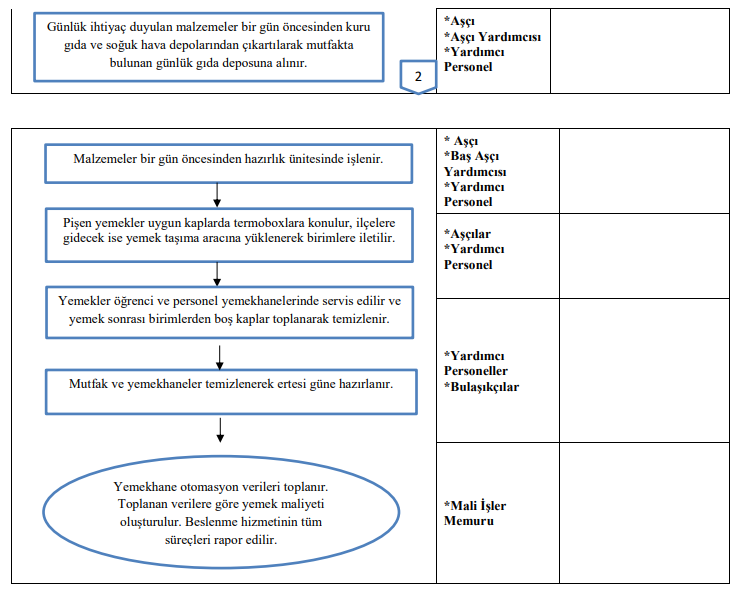 Günlük ihtiyaç duyulan malzemeler bir gün öncesinden kuru
gıda ve soğuk hava depolarından çıkartılarak mutfakta
bulunan günlük gıda deposuna alınır.
2
*Aşçı
*Aşçı Yardımcısı
*Yardımcı
Personel
Malzemeler bir gün öncesinden hazırlık ünitesinde işlenir.
* Aşçı
*Baş Aşçı
Yardımcısı
*Yardımcı
Personel
Pişen yemekler uygun kaplarda termoboxlara konulur, ilçelere
gidecek ise yemek taşıma aracına yüklenerek birimlere iletilir.
*Aşçılar
*Yardımcı
Personel
Yemekler öğrenci ve personel yemekhanelerinde servis edilir ve
yemek sonrası birimlerden boş kaplar toplanarak temizlenir.
Mutfak ve yemekhaneler temizlenerek ertesi güne hazırlanır.
*Yardımcı
Personeller
*Bulaşıkçılar
Yemekhane otomasyon verileri toplanır.
Toplanan verilere göre yemek maliyeti
oluşturulur. Beslenme hizmetinin tüm
süreçleri rapor edilir.
*Mali İşler
Memuru